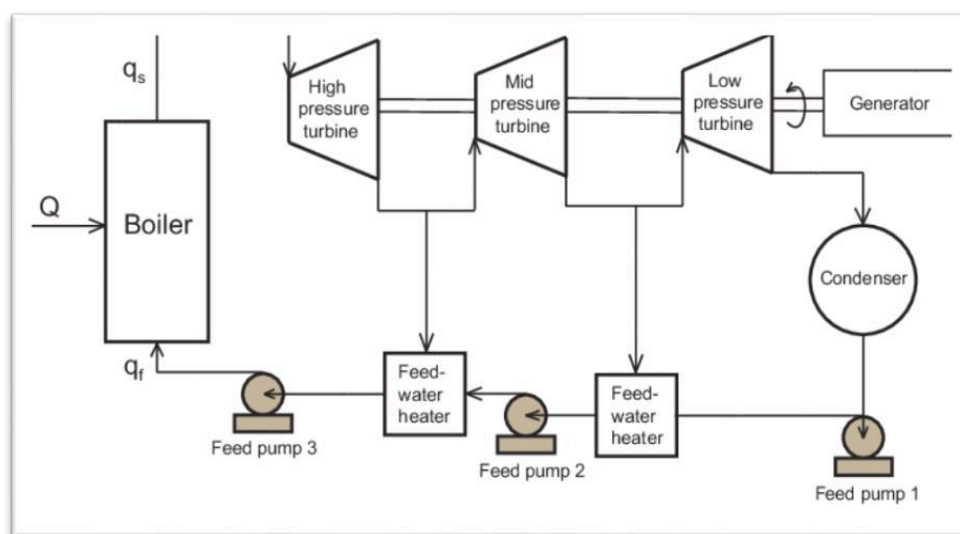 qs
Q
Boiler
qf
High
pressure
turbine
Mid
pressure
turbine
Low
pressure
turbine
Generator
Condenser
Feed-
water
heater
Feed-
water
heater
Feed pump 3
Feed pump 2
Feed pump 1